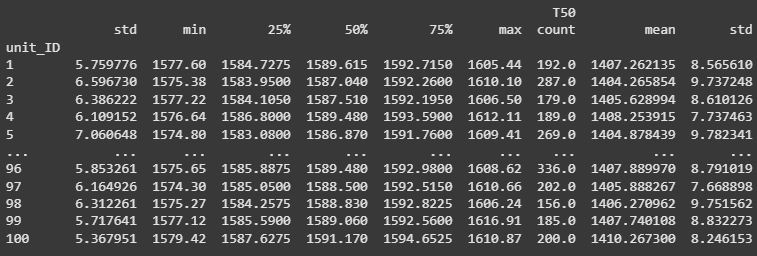 T50
std min 25% 50% 75% max count mean std
unit_ID
1 5.759776 1577.60 1584.7275 1589.615 1592.7150 1605.44 192.0 1407.262135 8.565610
2 6.596730 1575.38 1583.9500 1587.040 1592.2600 1610.10 287.0 1404.265854 9.737248
3 6.386222 1577.22 1584.1050 1587.510 1592.1950 1606.50 179.0 1405.628994 8.610126
4 6.109152 1576.64 1586.8000 1589.480 1593.5900 1612.11 189.0 1408.253915 7.737463
5 7.060648 1574.80 1583.0800 1586.870 1591.7600 1609.41 269.0 1404.878439 9.782341
... ... ... ... ... ... ... ... ... ...
96 5.853261 1575.65 1585.8875 1589.480 1592.9800 1608.62 336.0 1407.889970 8.791019
97 6.164926 1574.30 1585.0500 1588.500 1592.5150 1610.66 202.0 1405.888267 7.668898
98 6.312261 1575.27 1584.2575 1588.830 1592.8225 1606.24 156.0 1406.270962 9.751562
99 5.717641 1577.12 1585.5900 1589.060 1592.5600 1616.91 185.0 1407.740108 8.832273
100 5.367951 1579.42 1587.6275 1591.170 1594.6525 1610.87 200.0 1410.267300 8.246153